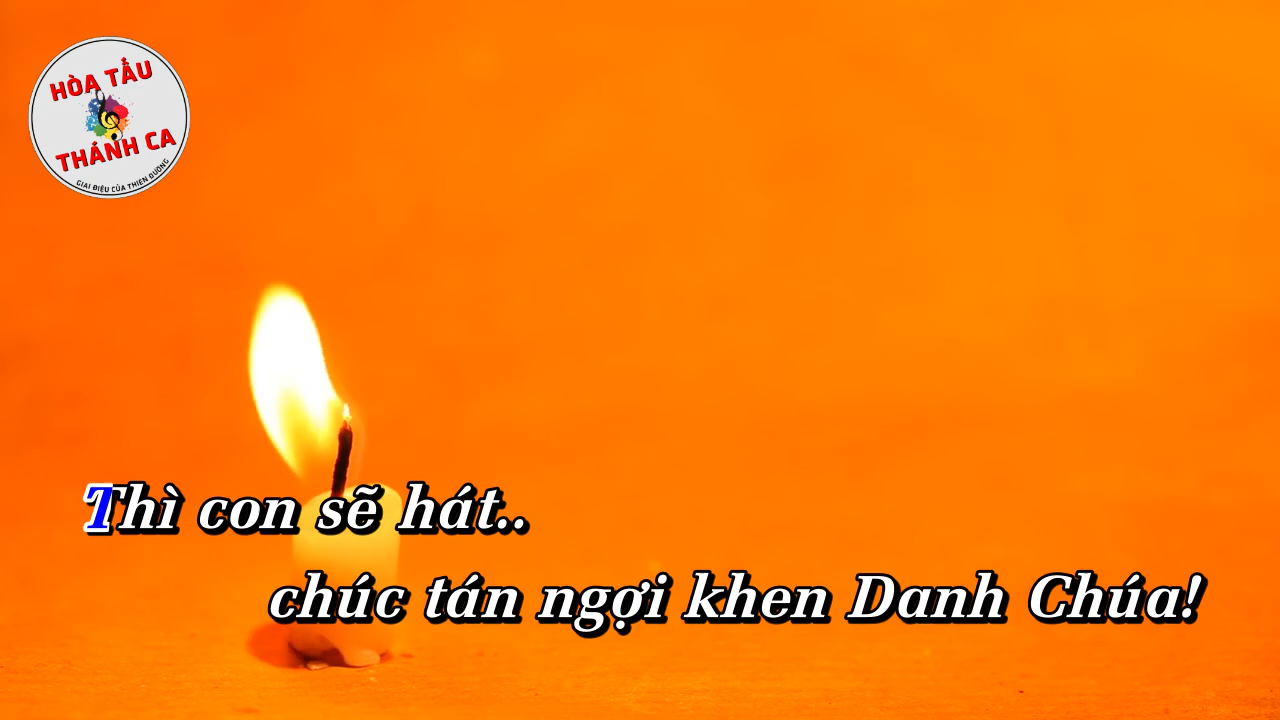 HÒA TẤU
THÁNH CA
GIAI ĐIỆU CỦA THIÊN ĐƯỜNG
Thì con sẽ hát..
chúc tán ngợi khen Danh Chúa!